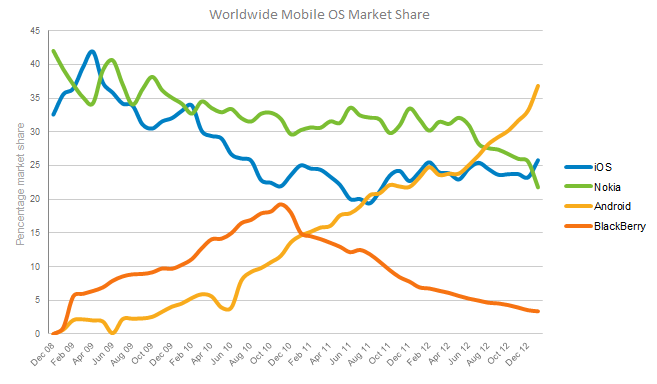 Worldwide Mobile OS Market Share
Pencentage market share
45
40
35
30
25
20
15
10
5
0
Dec 08
Feb 09
Apr 09
Jun 09
Aug 09
Oct 09
Dec 09
Feb 10
Apr 10
Jun 10
Aug 10
Oct 10
Dec 10
Feb 11
Apr 11
Jun 11
Aug 11
Oct 11
Dec 11
Feb 12
Apr 12
Jun 12
Aug 12
Oct 12
Dec 12
iOS
Nokia
Android
BlackBerry